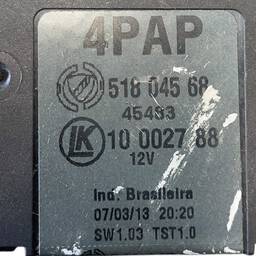 4PAP
518 045 68
45483
LK 10 0027 88
12V
Ind. Brasileira
07/03/13 20:20
SW1.03 TST1.0